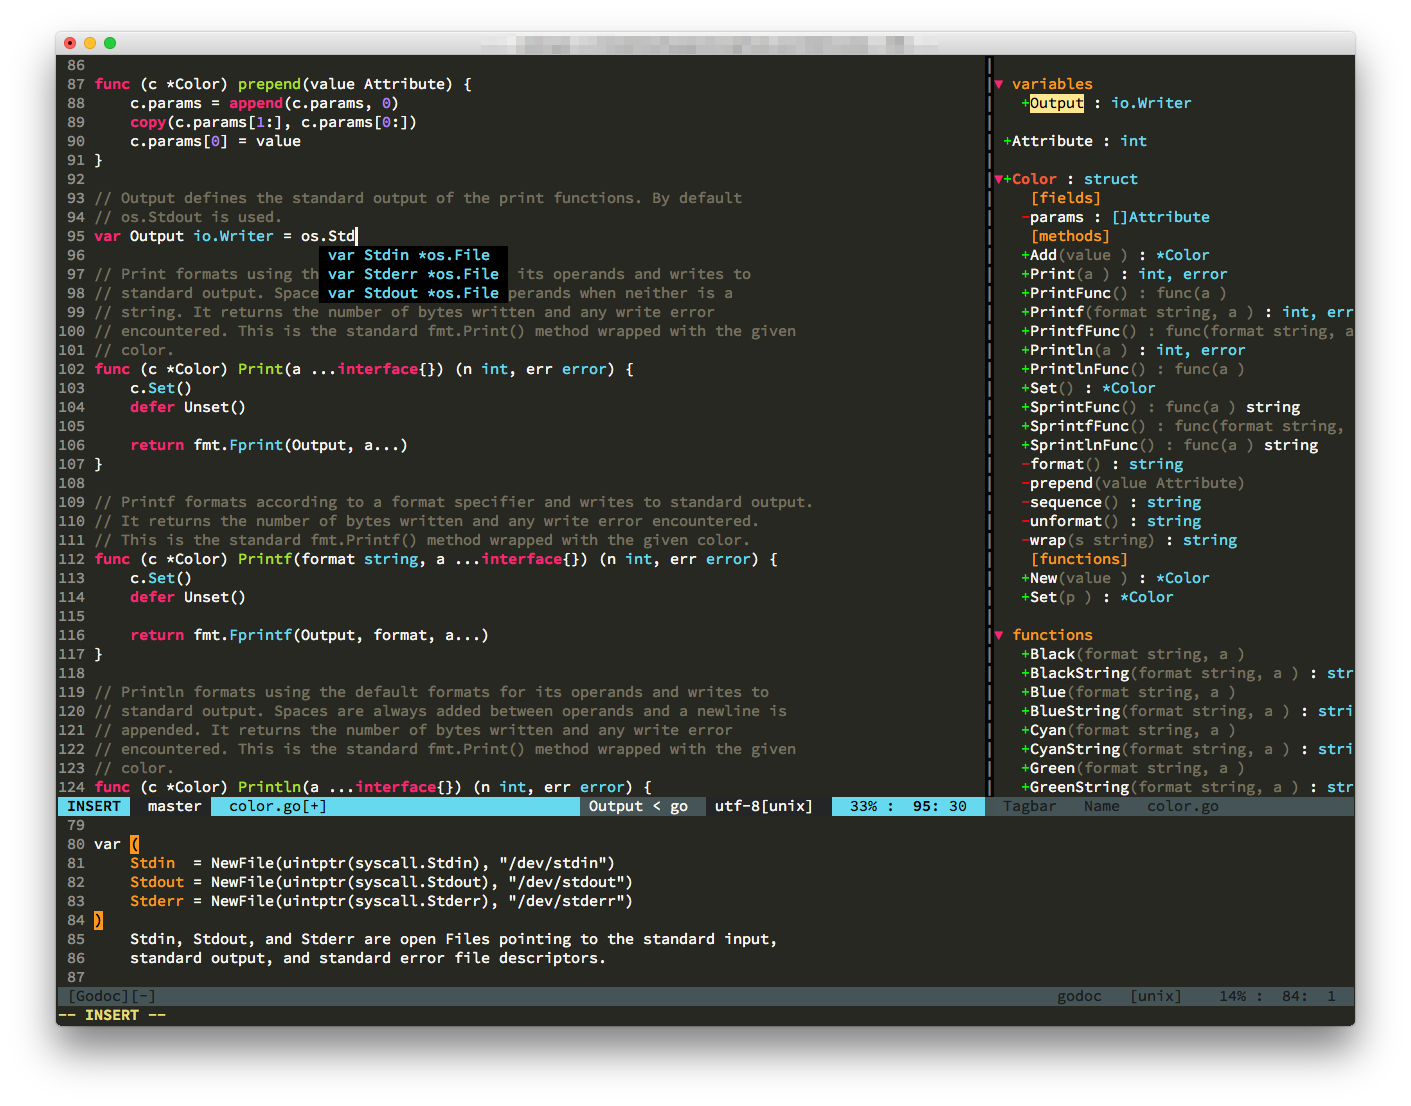 86
87 func (c *Color) prepend(value Attribute) {
88     c.params = append(c.params, 0)
89     copy(c.params[1:], c.params[0:])
90     c.params[0] = value
91 }
92
93 // Output defines the standard output of the print functions. By default
94 // os.Stdout is used.
95 var Output io.Writer = os.Std
96     var Stdin *os.File
97 // Print formats using th var Stderr *os.File its operands and writes to
98 // standard output. Space var Stdout *os.File perands when neither is a
99 // string. It returns the number of bytes written and any write error
100 // encountered. This is the standard fmt.Print() method wrapped with the given
101 // color.
102 func (c *Color) Print(a ...interface{}) (n int, err error) {
103     c.Set()
104     defer Unset()
105
106     return fmt.Fprint(Output, a...)
107 }
108
109 // Printf formats according to a format specifier and writes to standard output.
110 // It returns the number of bytes written and any write error encountered.
111 // This is the standard fmt.Printf() method wrapped with the given color.
112 func (c *Color) Printf(format string, a ...interface{}) (n int, err error) {
113     c.Set()
114     defer Unset()
115
116     return fmt.Fprintf(Output, format, a...)
117 }
118
119 // Println formats using the default formats for its operands and writes to
120 // standard output. Spaces are always added between operands and a newline is
121 // appended. It returns the number of bytes written and any write error
122 // encountered. This is the standard fmt.Print() method wrapped with the given
123 // color.
124 func (c *Color) Println(a ...interface{}) (n int, err error) {
▼ variables
+Output : io.Writer
+Attribute : int
▼+Color : struct
[fields]
-params : []Attribute
[methods]
+Add(value ) : *Color
+Print(a ) : int, error
+PrintFunc() : func(a )
+Printf(format string, a ) : int, err
+PrintfFunc() : func(format string, a
+Println(a ) : int, error
+PrintlnFunc() : func(a )
+Set() : *Color
+SprintFunc() : func(a ) string
+SprintfFunc() : func(format string,
+SprintlnFunc() : func(a ) string
-format() : string
-prepend(value Attribute)
-sequence() : string
-unformat() : string
-wrap(s string) : string
[functions]
+New(value ) : *Color
+Set(p ) : *Color
▼ functions
+Black(format string, a )
+BlackString(format string, a ) : str
+Blue(format string, a )
+BlueString(format string, a ) : stri
+Cyan(format string, a )
+CyanString(format string, a ) : stri
+Green(format string, a )
+GreenString(format string, a ) : str
INSERT master color.go[+] Output < go utf-8[unix] 33% : 95: 30 Tagbar Name color.go
79
80 var (
81     Stdin  = NewFile(uintptr(syscall.Stdin), "/dev/stdin")
82     Stdout = NewFile(uintptr(syscall.Stdout), "/dev/stdout")
83     Stderr = NewFile(uintptr(syscall.Stderr), "/dev/stderr")
84 )
85     Stdin, Stdout, and Stderr are open Files pointing to the standard input,
86     standard output, and standard error file descriptors.
87
[Godoc][-] godoc [unix] 14% : 84: 1
-- INSERT --